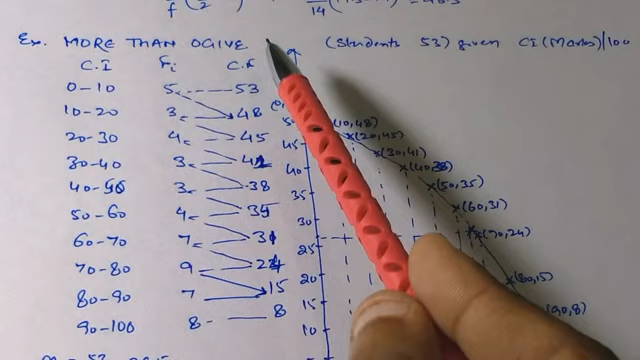 Ex. MORE THAN OGIVE (Students 53) given CI (Marks)/100
C.I fi C.f
0-10 5 53
10-20 3 48
20-30 4 45
30-40 3 41
40-50 3 38
50-60 4 35
60-70 7 31
70-80 9 24
80-90 7 15
90-100 8 8
(10,48)
(20,45)
45 (30,41)
40 (40,38)
35 (50,35)
30 (60,31)
25 (70,24)
20 (80,15)
15 (90,8)
10